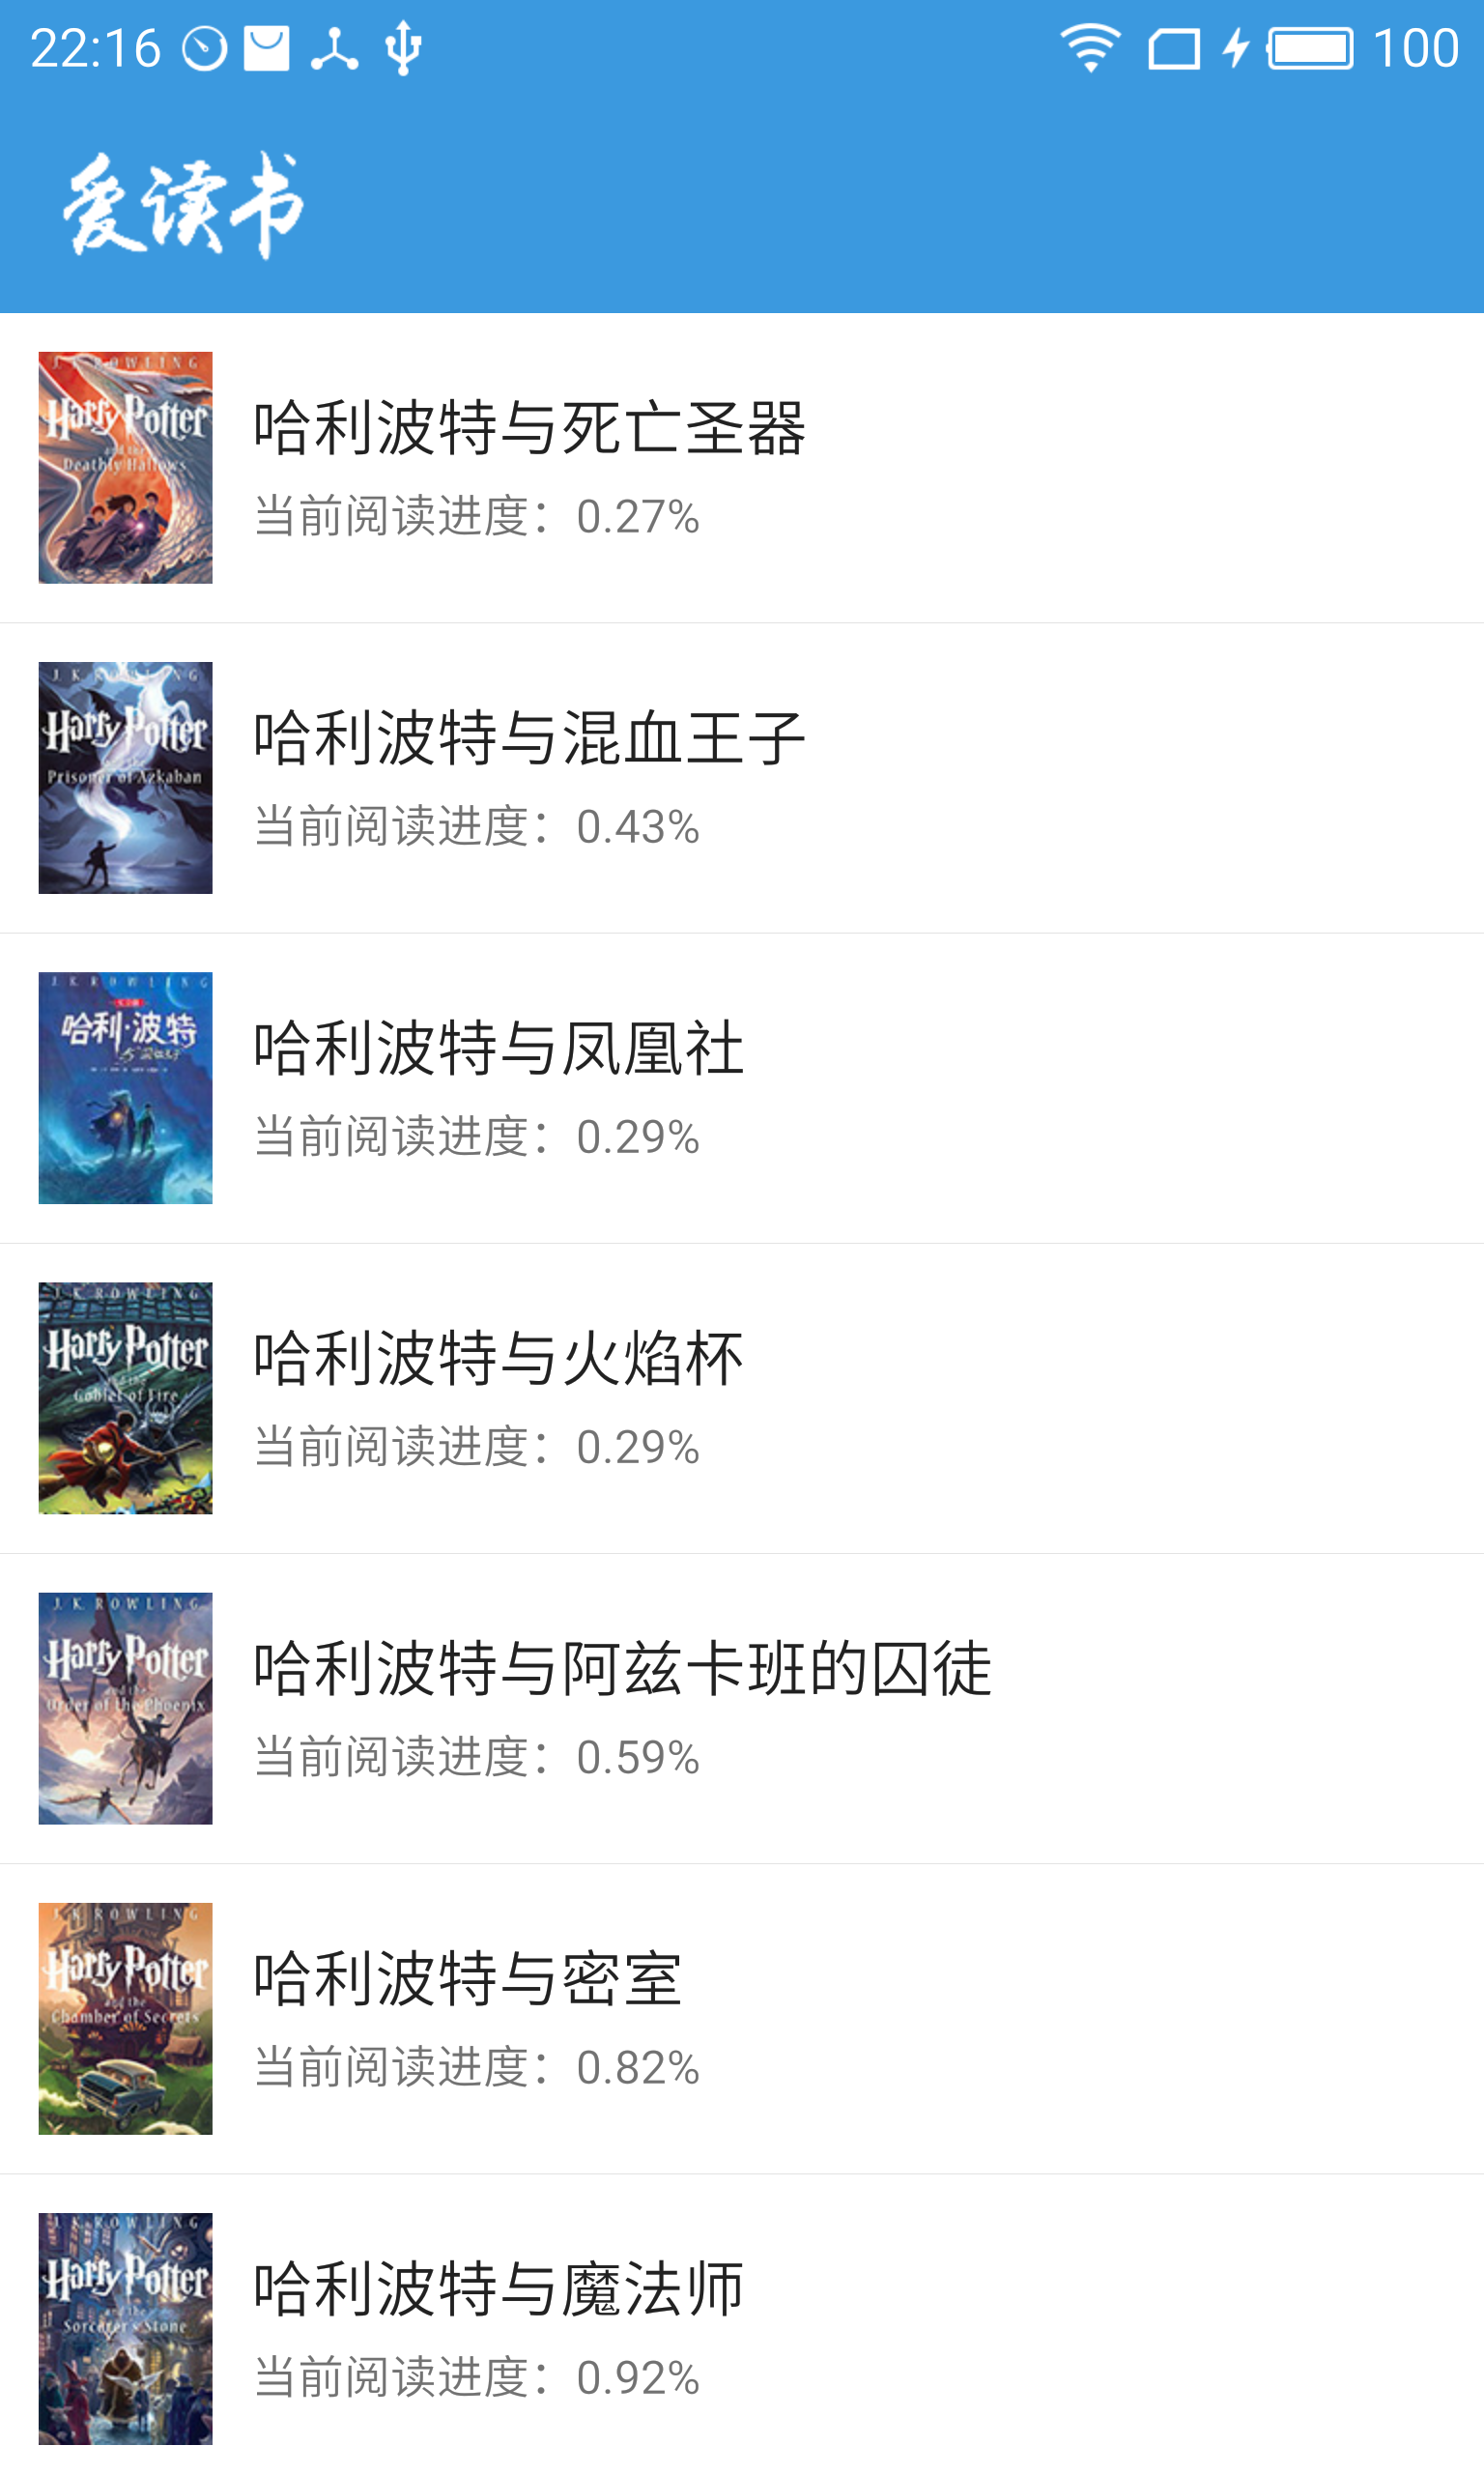 22:16 100
爱读书
J. K. ROWLING
Harry Potter
and the
Deathly Hallows
哈利波特与死亡圣器
当前阅读进度：0.27%
J. K. ROWLING
Harry Potter
Prisoner of Azkaban
哈利波特与混血王子
当前阅读进度：0.43%
J. K. ROWLING
哈利·波特
哈利波特与凤凰社
当前阅读进度：0.29%
J. K. ROWLING
Harry Potter
and the
Goblet of Fire
哈利波特与火焰杯
当前阅读进度：0.29%
J. K. ROWLING
Harry Potter
and the
Order of the Phoenix
哈利波特与阿兹卡班的囚徒
当前阅读进度：0.59%
J. K. ROWLING
Harry Potter
and the
Chamber of Secrets
哈利波特与密室
当前阅读进度：0.82%
J. K. ROWLING
Harry Potter
and the
Sorcerer's Stone
哈利波特与魔法师
当前阅读进度：0.92%